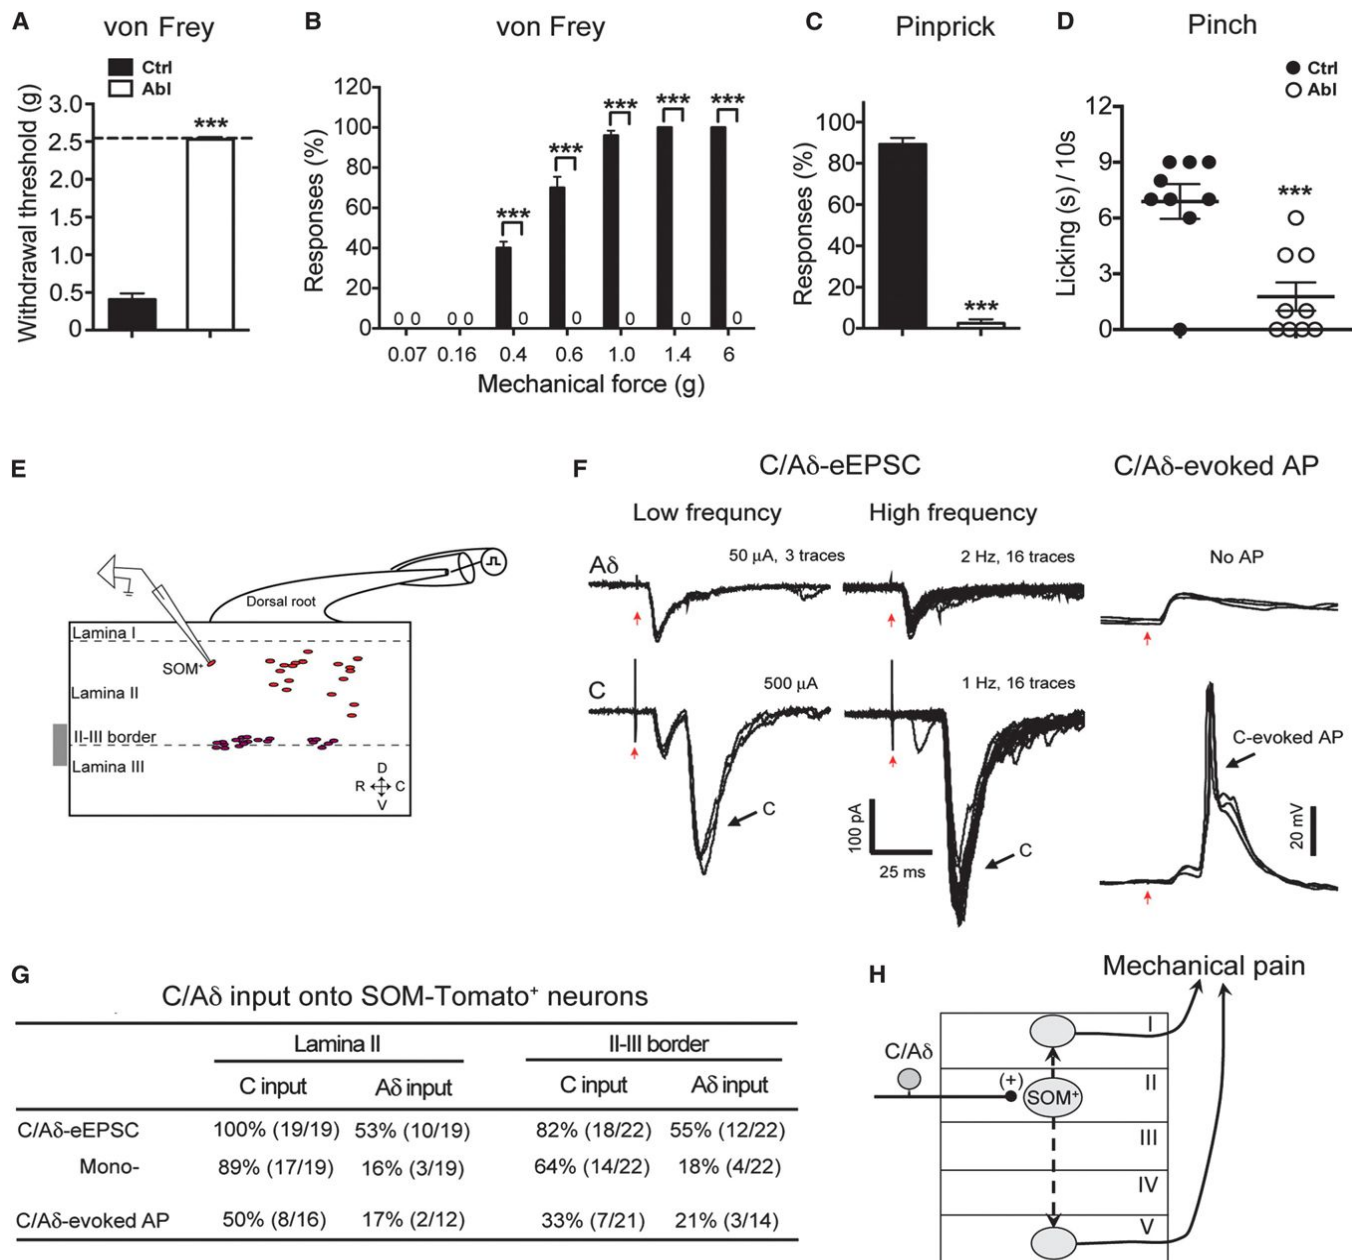 A
von Frey
Ctrl
Abl
Withdrawal threshold (g)
3.0
2.5
2.0
1.5
1.0
0.5
0
***
B
von Frey
Responses (%)
120
100
80
60
40
20
0
***
***
***
***
***
0 0
0 0
0
0
0
0
0
0.07
0.16
0.4
0.6
1.0
1.4
6
Mechanical force (g)
C
Pinprick
Responses (%)
100
80
60
40
20
0
***
D
Pinch
Ctrl
Abl
Licking (s) / 10s
12
9
6
3
0
***
E
Dorsal root
Lamina I
SOM⁺
Lamina II
II-III border
Lamina III
D
R C
V
F
C/Aδ-eEPSC
C/Aδ-evoked AP
Low frequncy
High frequency
Aδ
50 µA, 3 traces
2 Hz, 16 traces
No AP
C
500 µA
1 Hz, 16 traces
C-evoked AP
C
C
100 pA
25 ms
20 mV
G
C/Aδ input onto SOM-Tomato⁺ neurons
Lamina II
II-III border
C input
Aδ input
C input
Aδ input
C/Aδ-eEPSC 100% (19/19) 53% (10/19) 82% (18/22) 55% (12/22)
Mono- 89% (17/19) 16% (3/19) 64% (14/22) 18% (4/22)
C/Aδ-evoked AP 50% (8/16) 17% (2/12) 33% (7/21) 21% (3/14)
H
Mechanical pain
C/Aδ
(+)
SOM⁺
I
II
III
IV
V